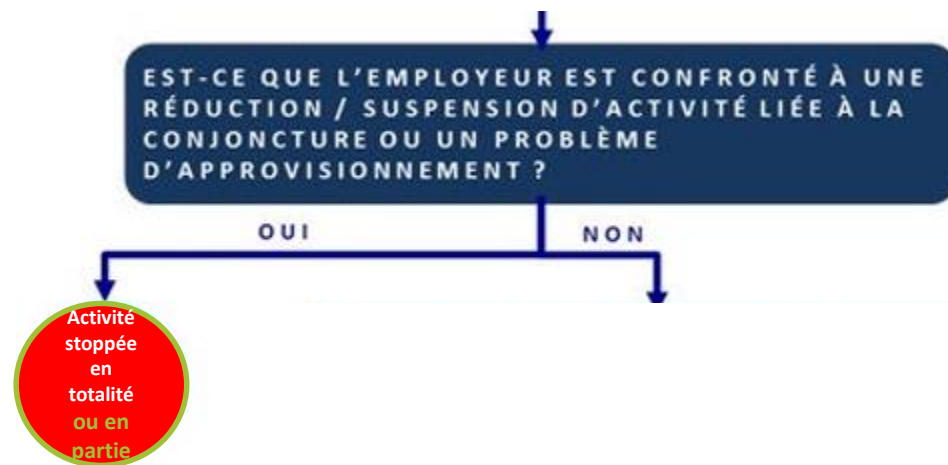 EST-CE QUE L'EMPLOYEUR EST CONFRONTÉ À UNE
RÉDUCTION / SUSPENSION D'ACTIVITÉ LIÉE À LA
CONJONCTURE OU UN PROBLÈME
D'APPROVISIONNEMENT ?
OUI
NON
Activité
stoppée
en
totalité
ou en
partie